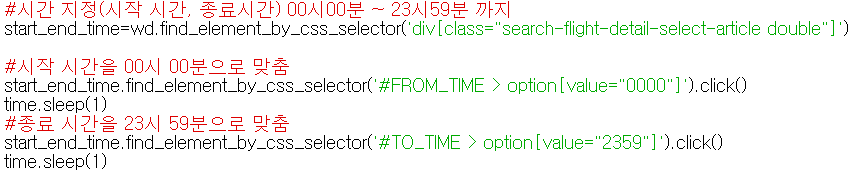 #시간 지정(시작 시간, 종료시간) 00시00분 ~ 23시59분 까지
start_end_time=wd.find_element_by_css_selector('div[class="search-flight-detail-select-article double"]')
#시작 시간을 00시 00분으로 맞춤
start_end_time.find_element_by_css_selector('#FROM_TIME > option[value="0000"]').click()
time.sleep(1)
#종료 시간을 23시 59분으로 맞춤
start_end_time.find_element_by_css_selector('#TO_TIME > option[value="2359"]').click()
time.sleep(1)